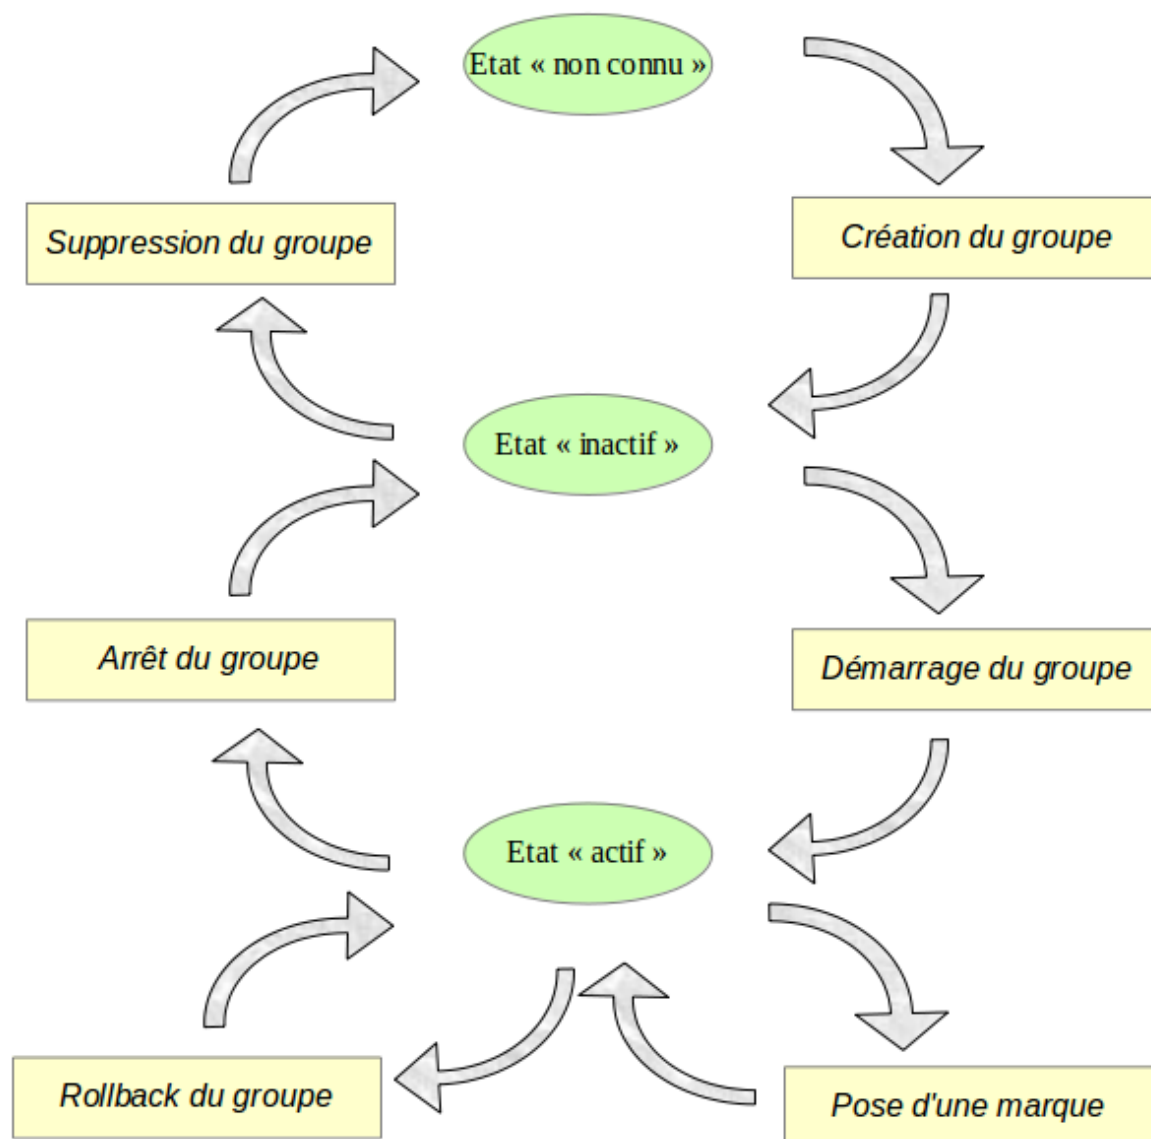 Etat « non connu »
Suppression du groupe
Création du groupe
Etat « inactif »
Arrêt du groupe
Démarrage du groupe
Etat « actif »
Rollback du groupe
Pose d'une marque